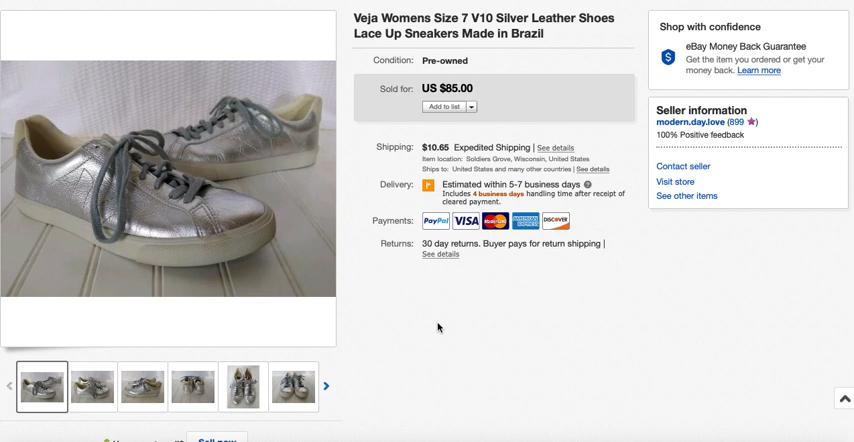 Veja Womens Size 7 V10 Silver Leather Shoes
Lace Up Sneakers Made in Brazil
Condition: Pre-owned
Sold for: US $85.00
Add to list
Shipping: $10.65 Expedited Shipping | See details
Item location: Soldiers Grove, Wisconsin, United States
Ships to: United States and many other countries | See details
Delivery: Estimated within 5-7 business days ?
Includes 4 business days handling time after receipt of
cleared payment.
Payments: PayPal VISA MasterCard AMERICAN EXPRESS DISCOVER
Returns: 30 day returns. Buyer pays for return shipping |
See details
Shop with confidence
eBay Money Back Guarantee
Get the item you ordered or get your
money back. Learn more
Seller information
modern.day.love (899)
100% Positive feedback
Contact seller
Visit store
See other items
Sell now